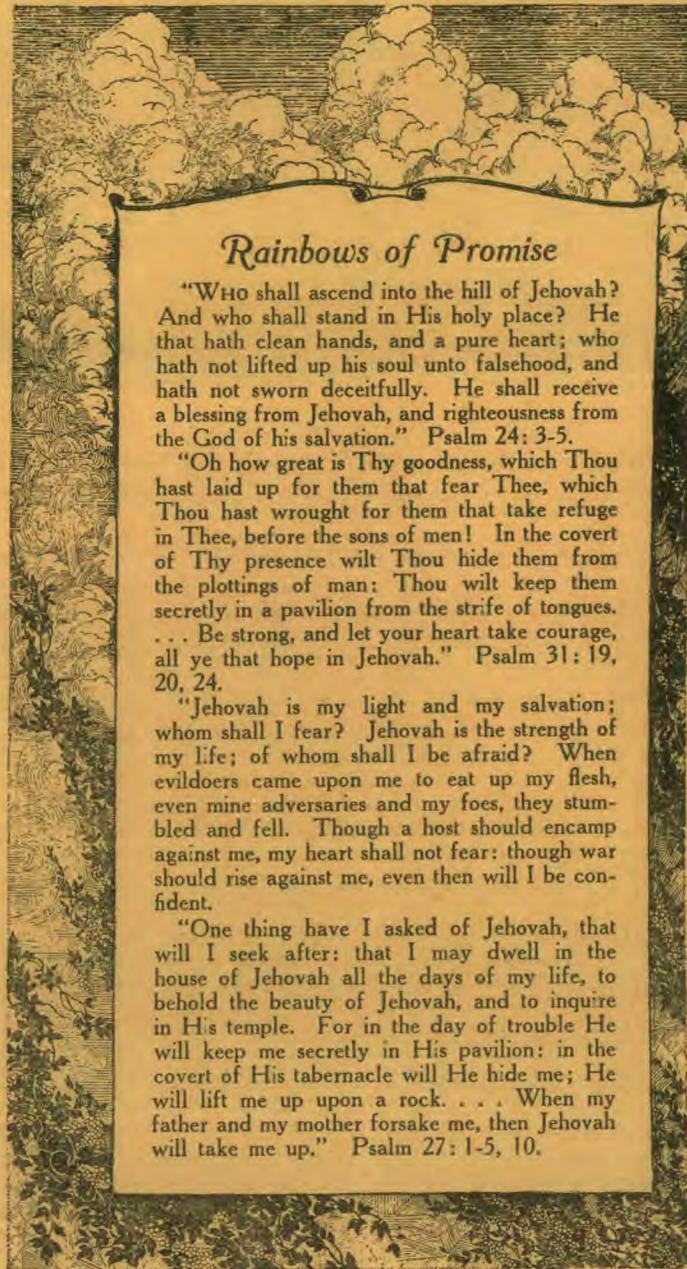 Rainbows of Promise
"WHO shall ascend into the hill of Jehovah?
And who shall stand in His holy place? He
that hath clean hands, and a pure heart; who
hath not lifted up his soul unto falsehood, and
hath not sworn deceitfully. He shall receive
a blessing from Jehovah, and righteousness from
the God of his salvation." Psalm 24: 3-5.
"Oh how great is Thy goodness, which Thou
hast laid up for them that fear Thee, which
Thou hast wrought for them that take refuge
in Thee, before the sons of men! In the covert
of Thy presence wilt Thou hide them from
the plottings of man: Thou wilt keep them
secretly in a pavilion from the strife of tongues.
. . . Be strong, and let your heart take courage,
all ye that hope in Jehovah." Psalm 31: 19,
20, 24.
"Jehovah is my light and my salvation;
whom shall I fear? Jehovah is the strength of
my life; of whom shall I be afraid? When
evildoers came upon me to eat up my flesh,
even mine adversaries and my foes, they stum-
bled and fell. Though a host should encamp
against me, my heart shall not fear: though war
should rise against me, even then will I be con-
fident.
"One thing have I asked of Jehovah, that
will I seek after: that I may dwell in the
house of Jehovah all the days of my life, to
behold the beauty of Jehovah, and to inquire
in His temple. For in the day of trouble He
will keep me secretly in His pavilion: in the
covert of His tabernacle will He hide me; He
will lift me up upon a rock. . . . When my
father and my mother forsake me, then Jehovah
will take me up." Psalm 27: 1-5, 10.